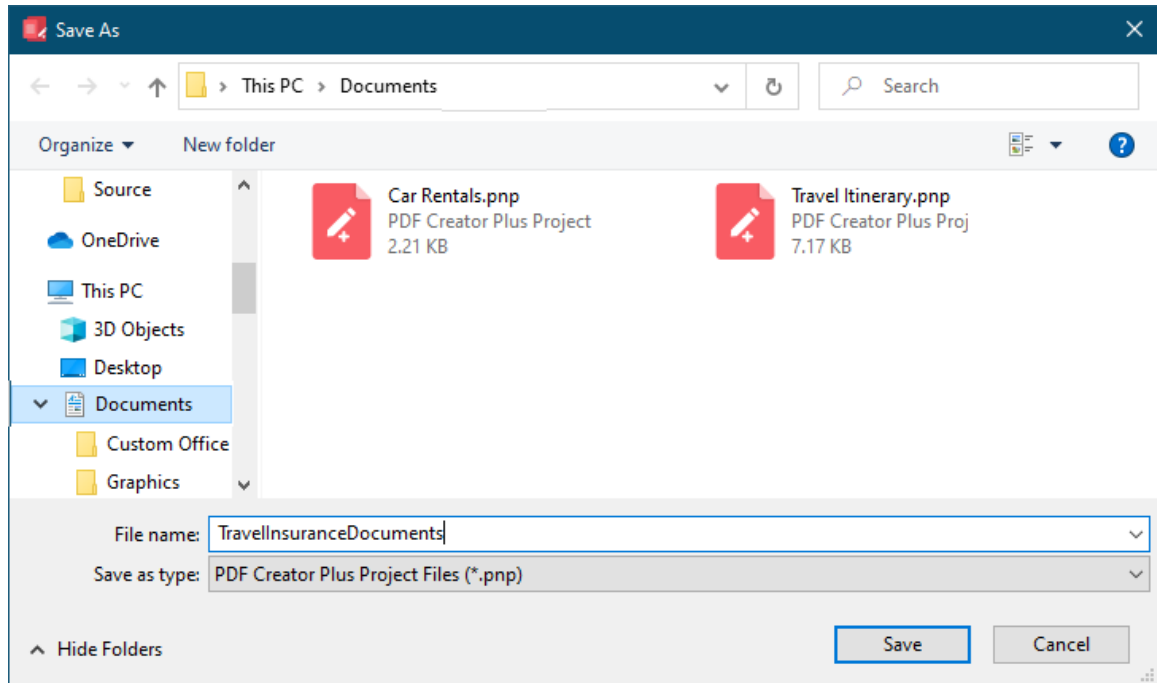 Save As
This PC > Documents
Search
Organize
New folder
?
Source
OneDrive
This PC
3D Objects
Desktop
Documents
Custom Office
Graphics
Car Rentals.pnp
PDF Creator Plus Project
2.21 KB
Travel Itinerary.pnp
PDF Creator Plus Proj
7.17 KB
File name: TravelInsuranceDocuments
Save as type: PDF Creator Plus Project Files (*.pnp)
Hide Folders
Save
Cancel